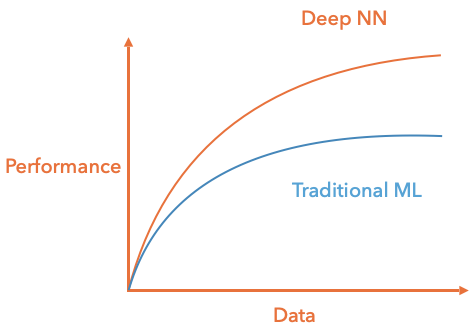 Deep NN
Performance
Traditional ML
Data